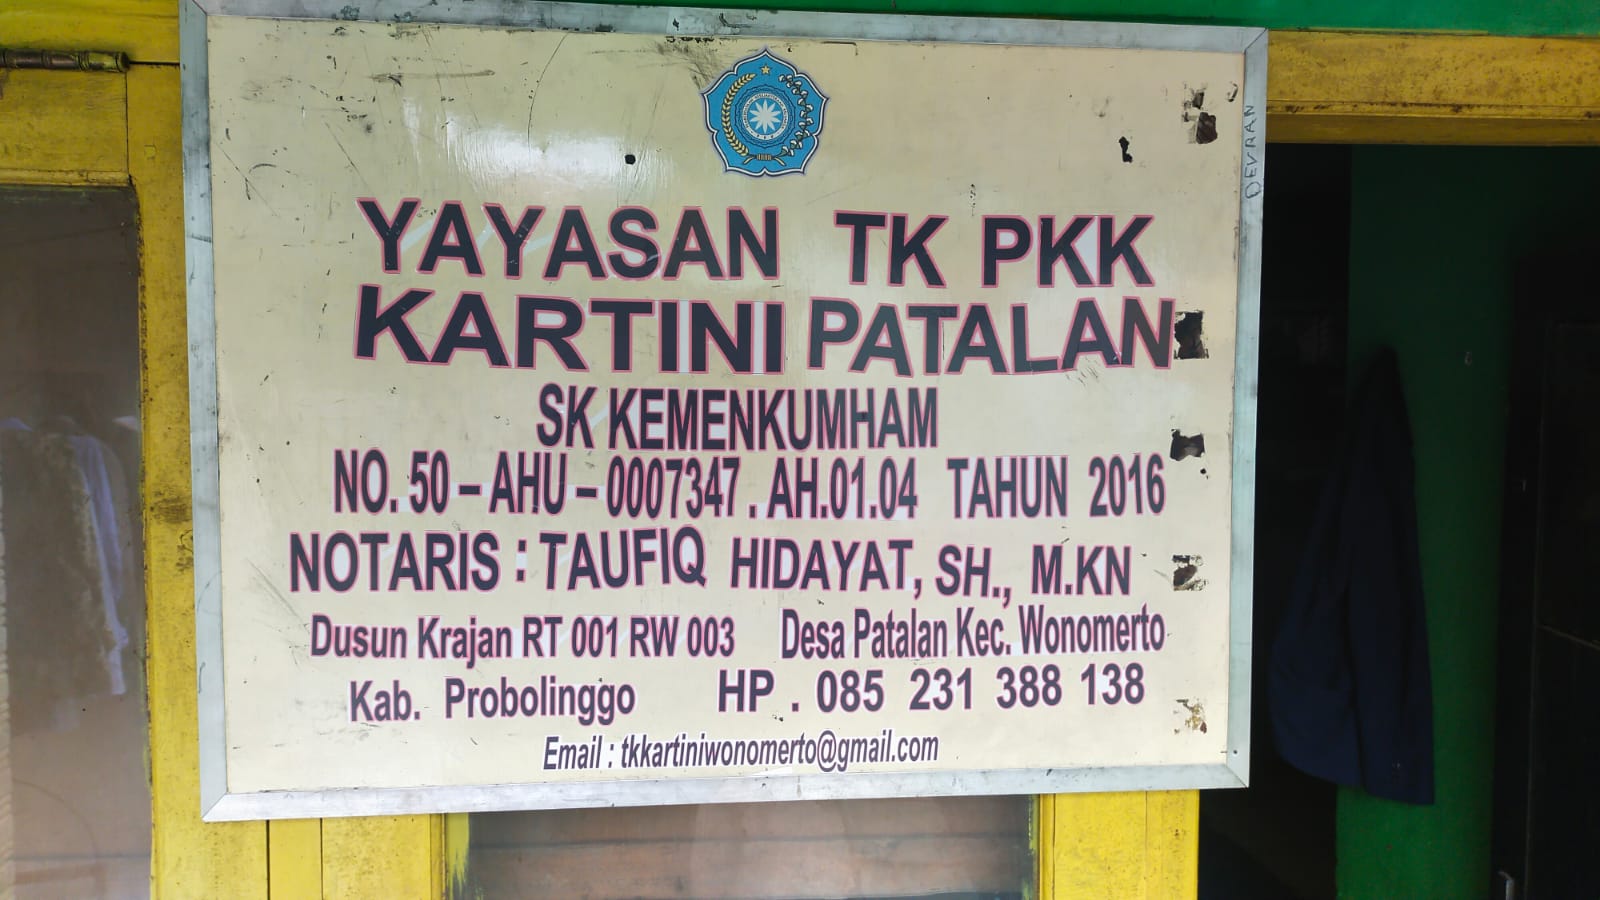 YAYASAN TK PKK
KARTINI PATALAN
SK KEMENKUMHAM
NO. 50 – AHU – 0007347 . AH.01.04 TAHUN 2016
NOTARIS : TAUFIQ HIDAYAT, SH., M.KN
Dusun Krajan RT 001 RW 003 Desa Patalan Kec. Wonomerto
Kab. Probolinggo HP . 085 231 388 138
Email : tkkartiniwonomerto@gmail.com
DEVRAN